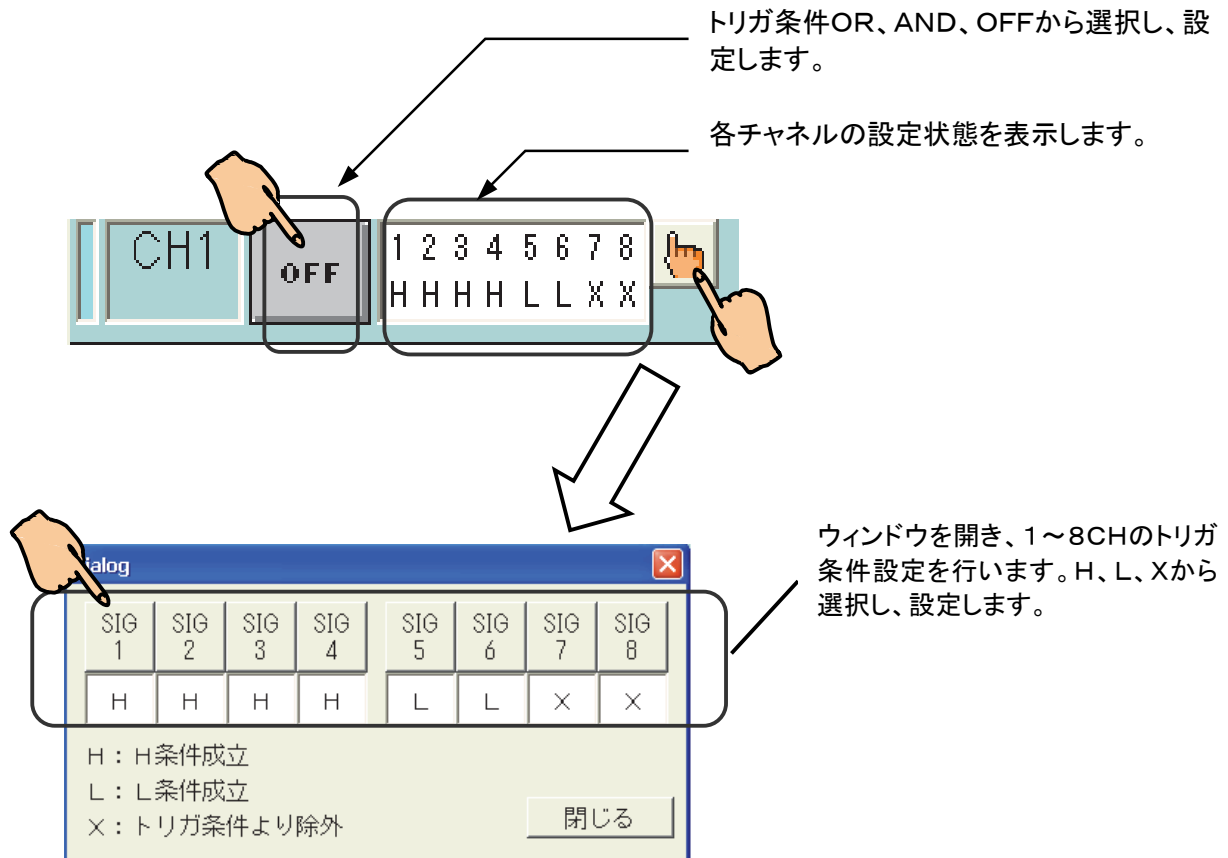 トリガ条件OR、AND、OFFから選択し、設
定します。
各チャネルの設定状態を表示します。
CH1
OFF
1 2 3 4 5 6 7 8
H H H H L L X X
ialog
SIG SIG SIG SIG SIG SIG SIG SIG
1 2 3 4 5 6 7 8
H H H H L L X X
H：H条件成立
L：L条件成立
X：トリガ条件より除外
閉じる
ウィンドウを開き、1～8CHのトリガ
条件設定を行います。H、L、Xから
選択し、設定します。